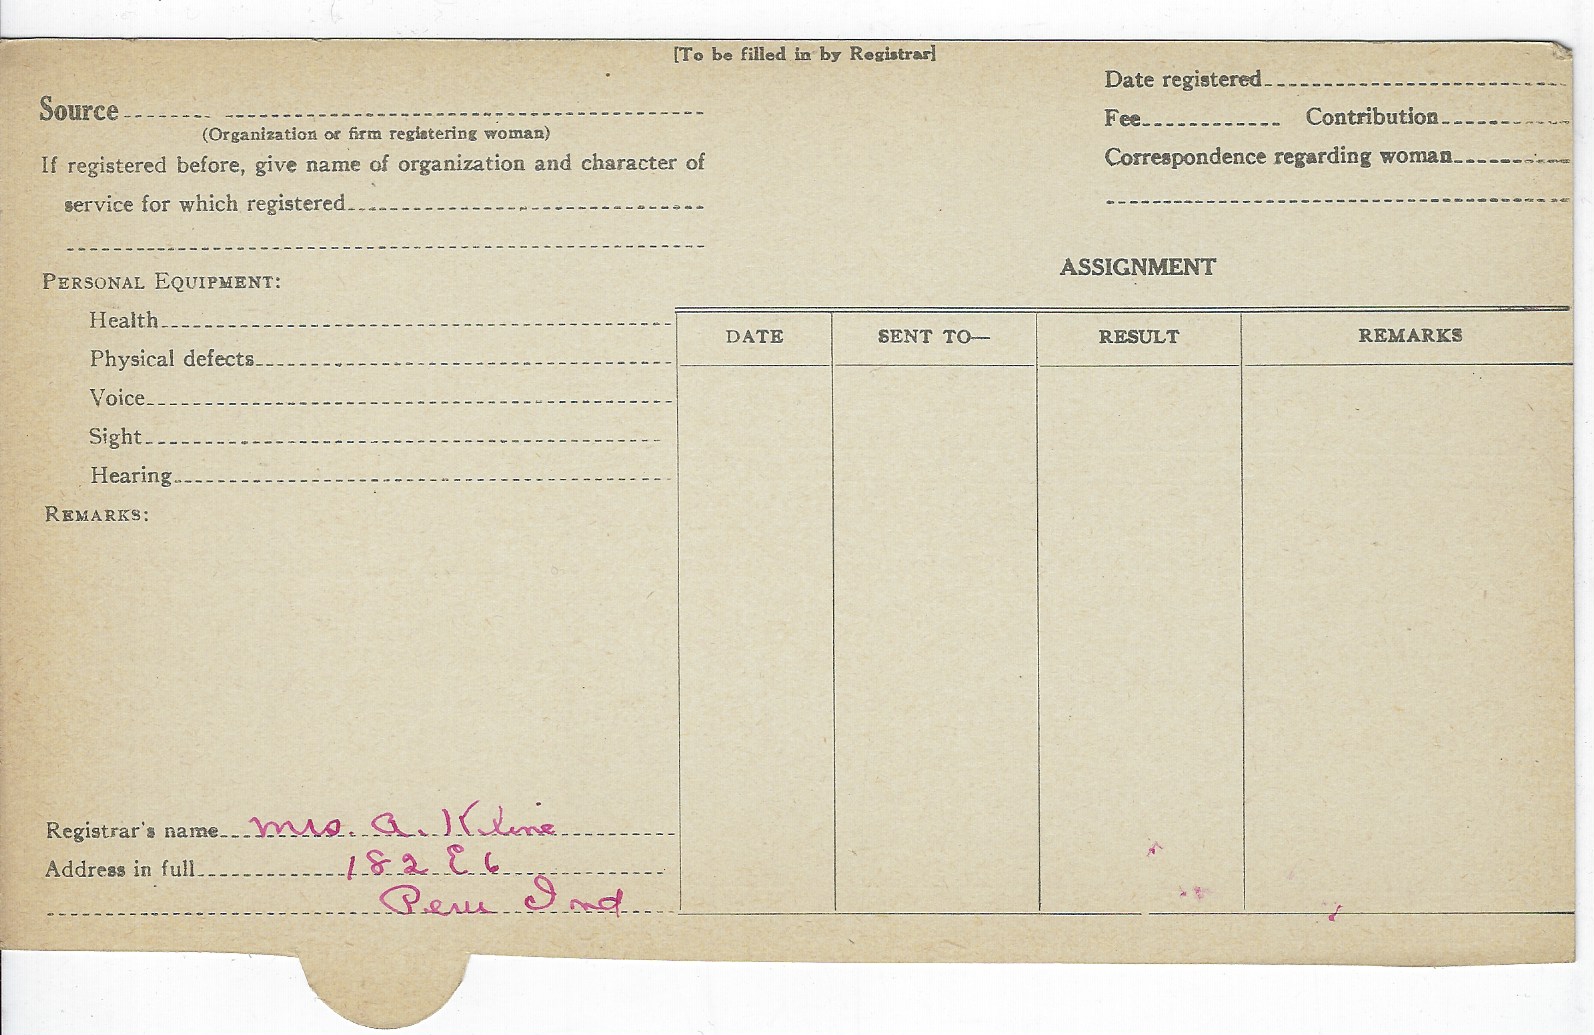 [To be filled in by Registrar]
Date registered
Source
(Organization or firm registering woman)
Fee Contribution
If registered before, give name of organization and character of
Correspondence regarding woman
service for which registered
PERSONAL EQUIPMENT:
ASSIGNMENT
Health
Physical defects
Voice
Sight
Hearing
REMARKS:
DATE SENT TO— RESULT REMARKS
Registrar's name Mrs. A. Kline
Address in full 182 E 6
Peru Ind